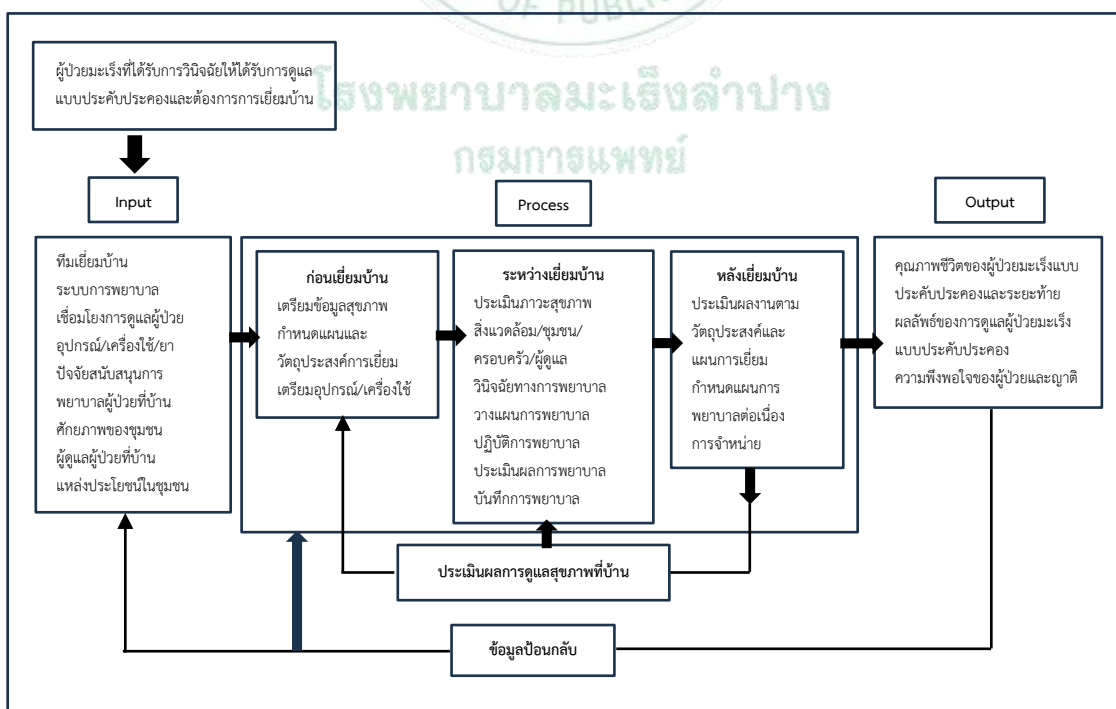 OF PUBLI
โรงพยาบาลมะเร็งลำปาง
กรมการแพทย์
ผู้ป่วยมะเร็งที่ได้รับการวินิจฉัยให้ได้รับการดูแล
แบบประคับประคองและต้องการการเยี่ยมบ้าน
Input
Process
Output
ทีมเยี่ยมบ้าน
ระบบการพยาบาล
เชื่อมโยงการดูแลผู้ป่วย
อุปกรณ์/เครื่องใช้/ยา
ปัจจัยสนับสนุนการ
พยาบาลผู้ป่วยที่บ้าน
ศักยภาพของชุมชน
ผู้ดูแลผู้ป่วยที่บ้าน
แหล่งประโยชน์ในชุมชน
ก่อนเยี่ยมบ้าน
เตรียมข้อมูลสุขภาพ
กำหนดแผนและ
วัตถุประสงค์การเยี่ยม
เตรียมอุปกรณ์/เครื่องใช้
ระหว่างเยี่ยมบ้าน
ประเมินภาวะสุขภาพ
สิ่งแวดล้อม/ชุมชน/
ครอบครัว/ผู้ดูแล
วินิจฉัยทางการพยาบาล
วางแผนการพยาบาล
ปฏิบัติการพยาบาล
ประเมินผลการพยาบาล
บันทึกการพยาบาล
หลังเยี่ยมบ้าน
ประเมินผลงานตาม
วัตถุประสงค์และ
แผนการเยี่ยม
กำหนดแผนการ
พยาบาลต่อเนื่อง
การจำหน่าย
คุณภาพชีวิตของผู้ป่วยมะเร็งแบบ
ประคับประคองและระยะท้าย
ผลลัพธ์ของการดูแลผู้ป่วยมะเร็ง
แบบประคับประคอง
ความพึงพอใจของผู้ป่วยและญาติ
ประเมินผลการดูแลสุขภาพที่บ้าน
ข้อมูลป้อนกลับ